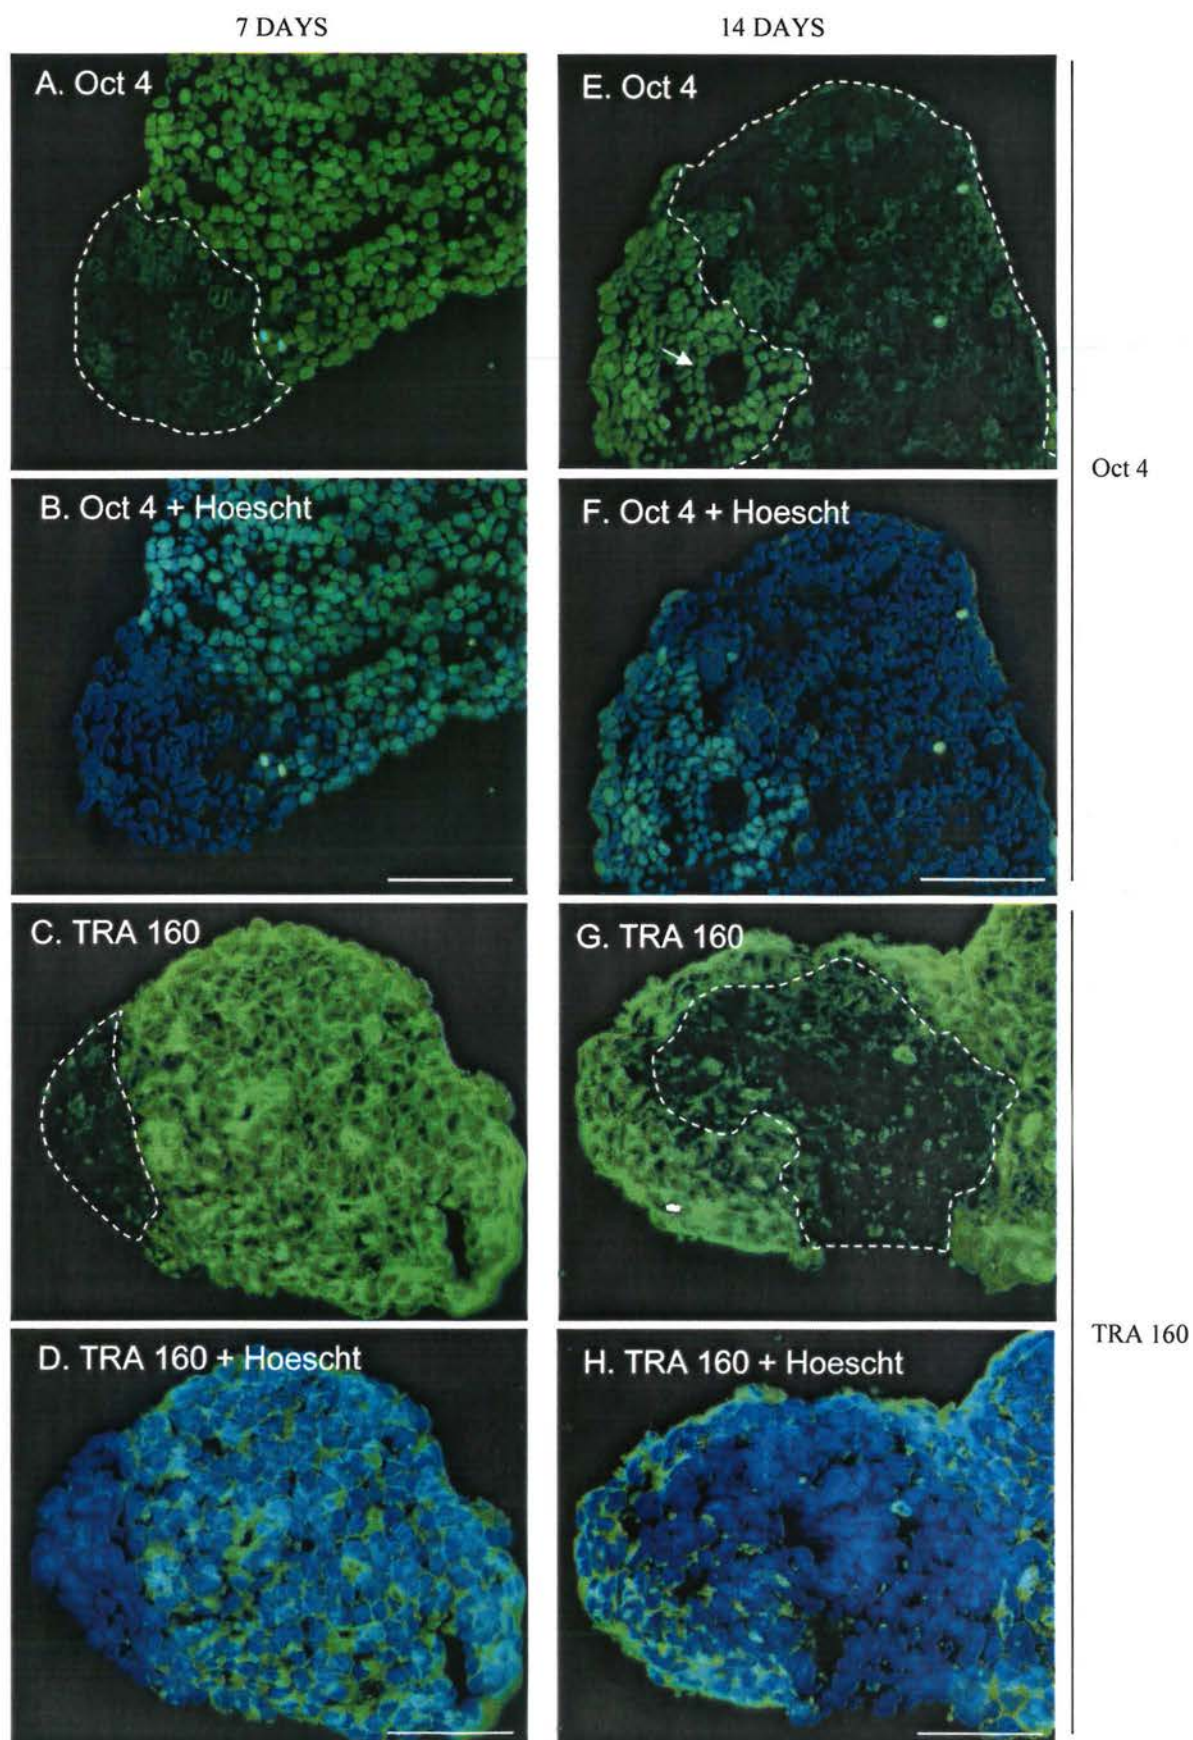 7 DAYS
14 DAYS
A. Oct 4
E. Oct 4
Oct 4
B. Oct 4 + Hoescht
F. Oct 4 + Hoescht
C. TRA 160
G. TRA 160
TRA 160
D. TRA 160 + Hoescht
H. TRA 160 + Hoescht